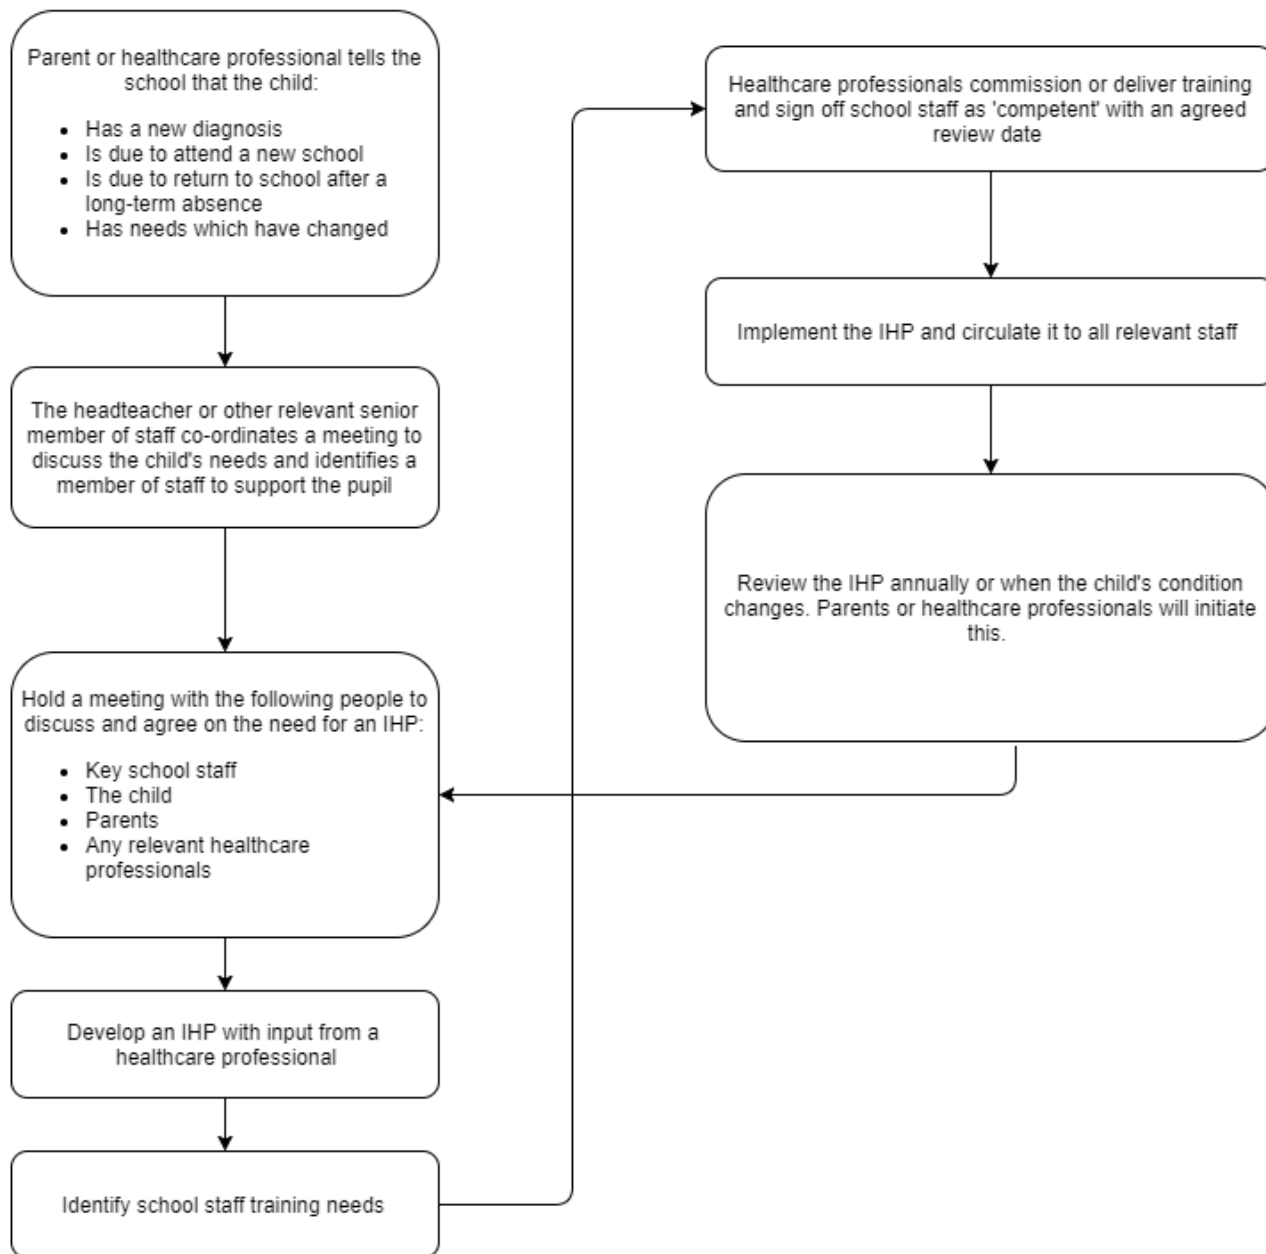 Parent or healthcare professional tells the
school that the child:
• Has a new diagnosis
• Is due to attend a new school
• Is due to return to school after a
long-term absence
• Has needs which have changed
The headteacher or other relevant senior
member of staff co-ordinates a meeting to
discuss the child's needs and identifies a
member of staff to support the pupil
Hold a meeting with the following people to
discuss and agree on the need for an IHP:
• Key school staff
• The child
• Parents
• Any relevant healthcare
professionals
Develop an IHP with input from a
healthcare professional
Identify school staff training needs
Healthcare professionals commission or deliver training
and sign off school staff as 'competent' with an agreed
review date
Implement the IHP and circulate it to all relevant staff
Review the IHP annually or when the child's condition
changes. Parents or healthcare professionals will initiate
this.